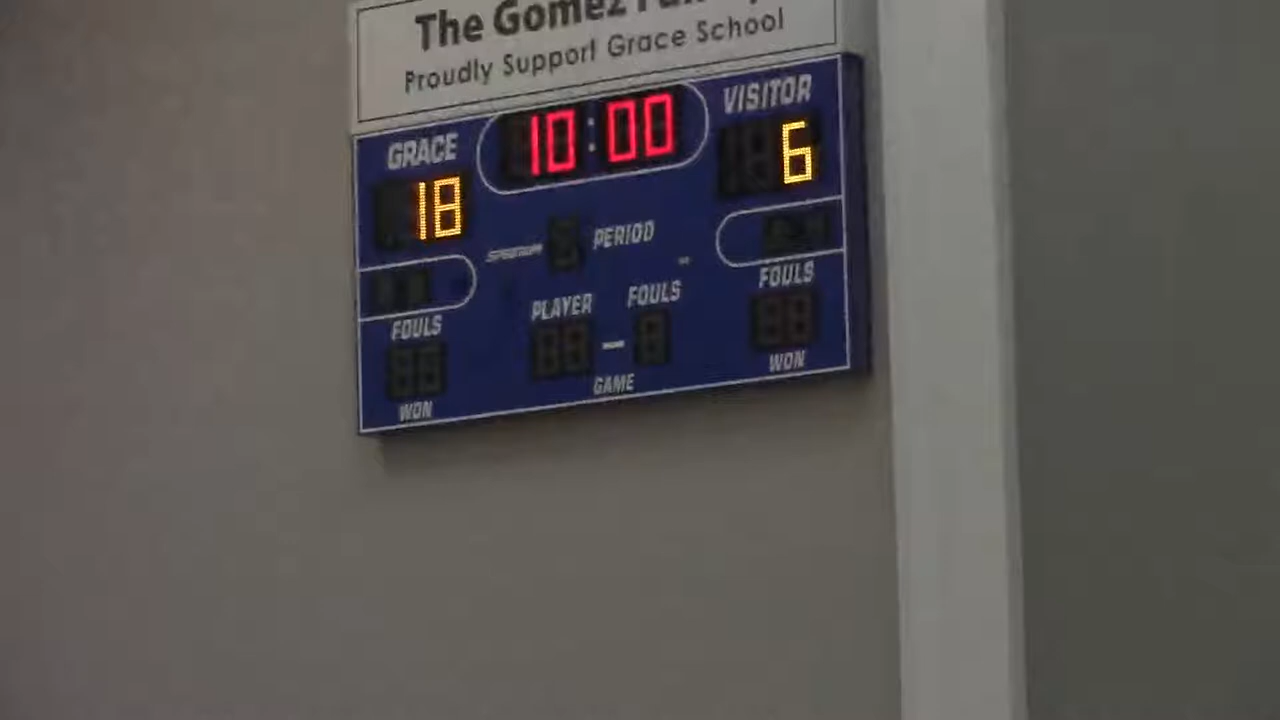 The Gomez
Proudly Support Grace School
GRACE
10:00
VISITOR
18
6
PERIOD
FOULS
PLAYER
FOULS
FOULS
WON
GAME
WON